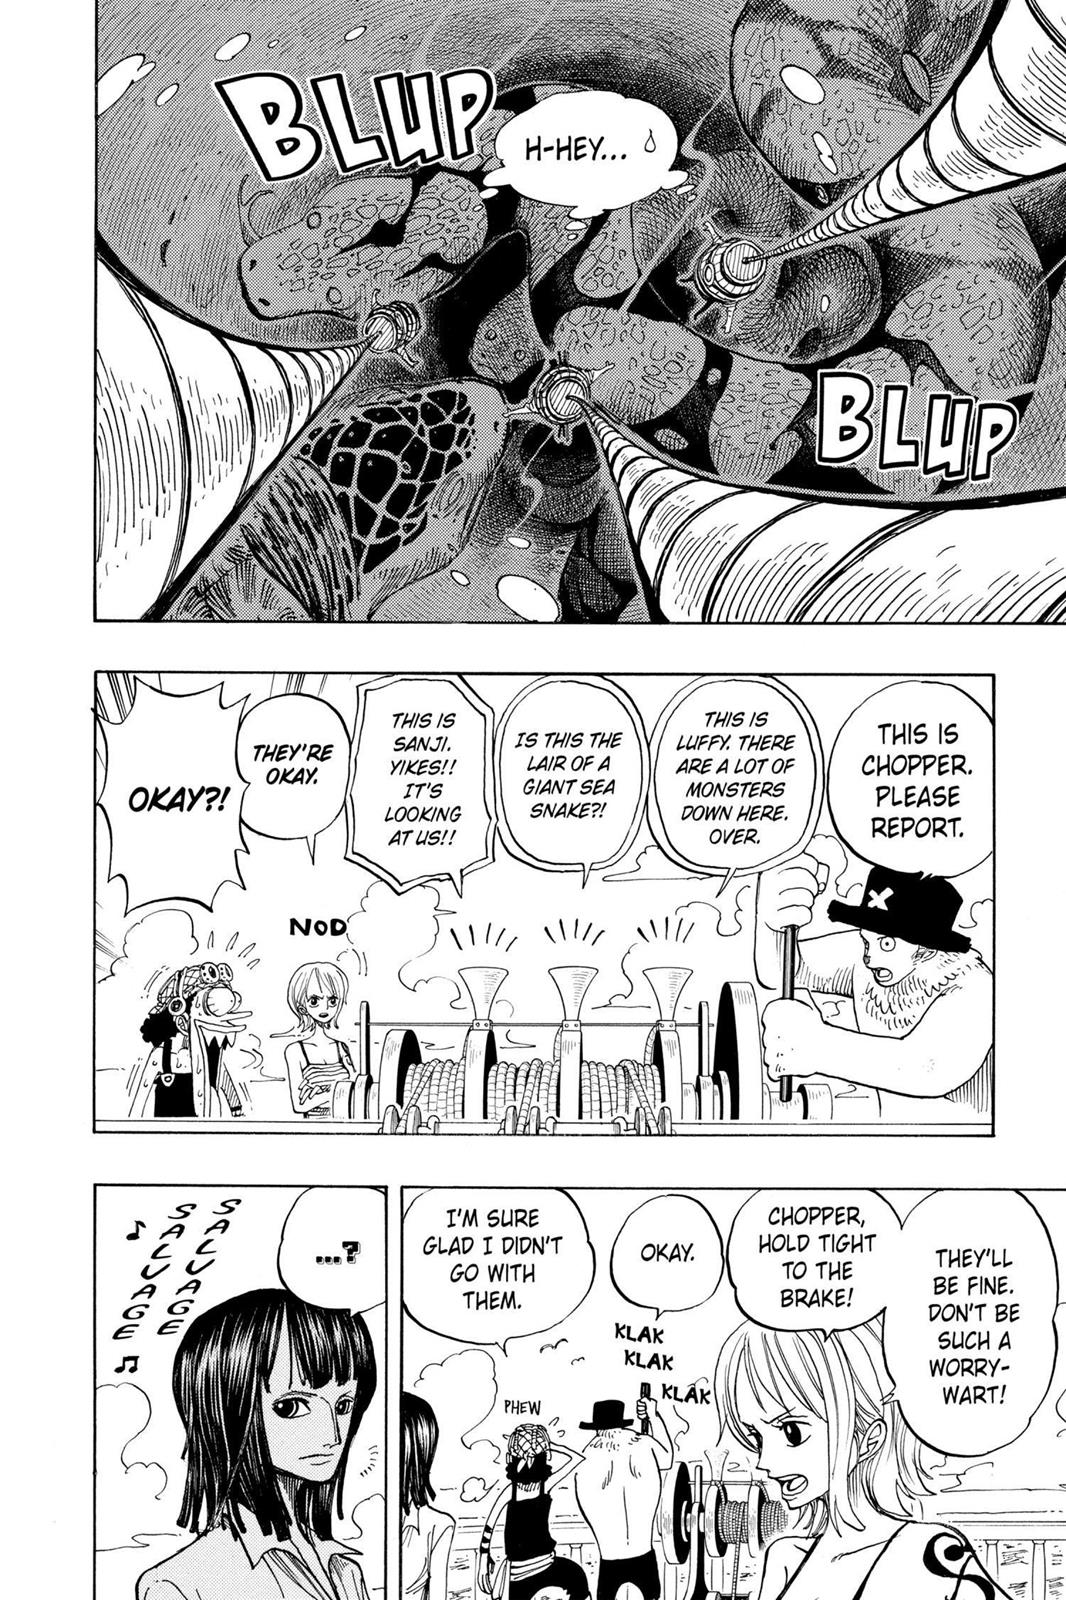 BLUP
H-HEY...
BLUP
THIS IS
CHOPPER.
PLEASE
REPORT.
THIS IS
LUFFY. THERE
ARE A LOT OF
MONSTERS
DOWN HERE.
OVER.
IS THIS THE
LAIR OF A
GIANT SEA
SNAKE?!
THIS IS
SANJI.
YIKES!!
IT'S
LOOKING
AT US!!
THEY'RE
OKAY.
OKAY?!
NOD
THEY'LL
BE FINE.
DON'T BE
SUCH A
WORRY-
WART!
CHOPPER,
HOLD TIGHT
TO THE
BRAKE!
OKAY.
KLAK
KLAK
KLAK
I'M SURE
GLAD I DIDN'T
GO WITH
THEM.
PHEW
...?
SALVAGE
♪ SALVAGE ♫